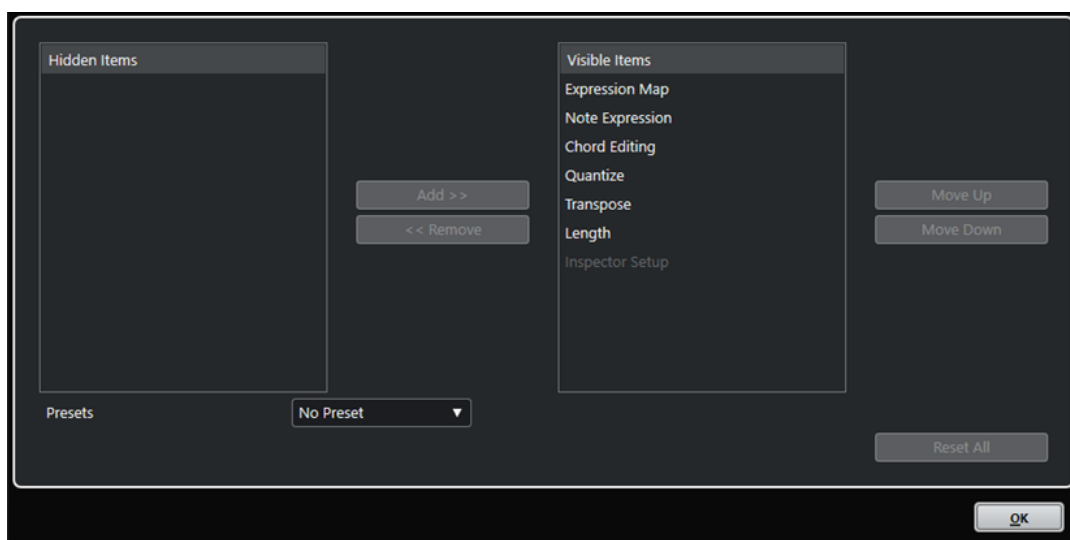 Hidden Items
Visible Items
Expression Map
Note Expression
Chord Editing
Quantize
Transpose
Length
Inspector Setup
Add >>
<< Remove
Move Up
Move Down
Presets
No Preset
Reset All
OK